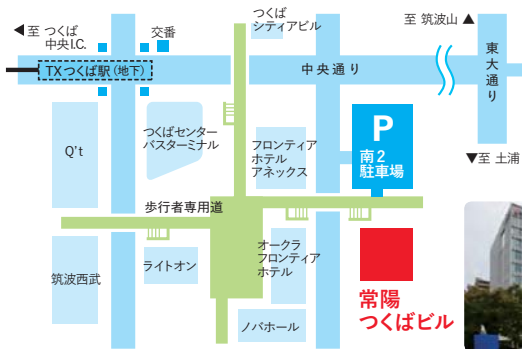 つくば
シティアビル
至 つくば
中央I.C.
交番
至 筑波山
TXつくば駅(地下)
中央通り
東大通り
P
南2
駐車場
至 土浦
Q't
つくばセンター
バスターミナル
フロンティア
ホテル
アネックス
歩行者専用道
筑波西武
ライトオン
オークラ
フロンティア
ホテル
ノバホール
常陽
つくばビル